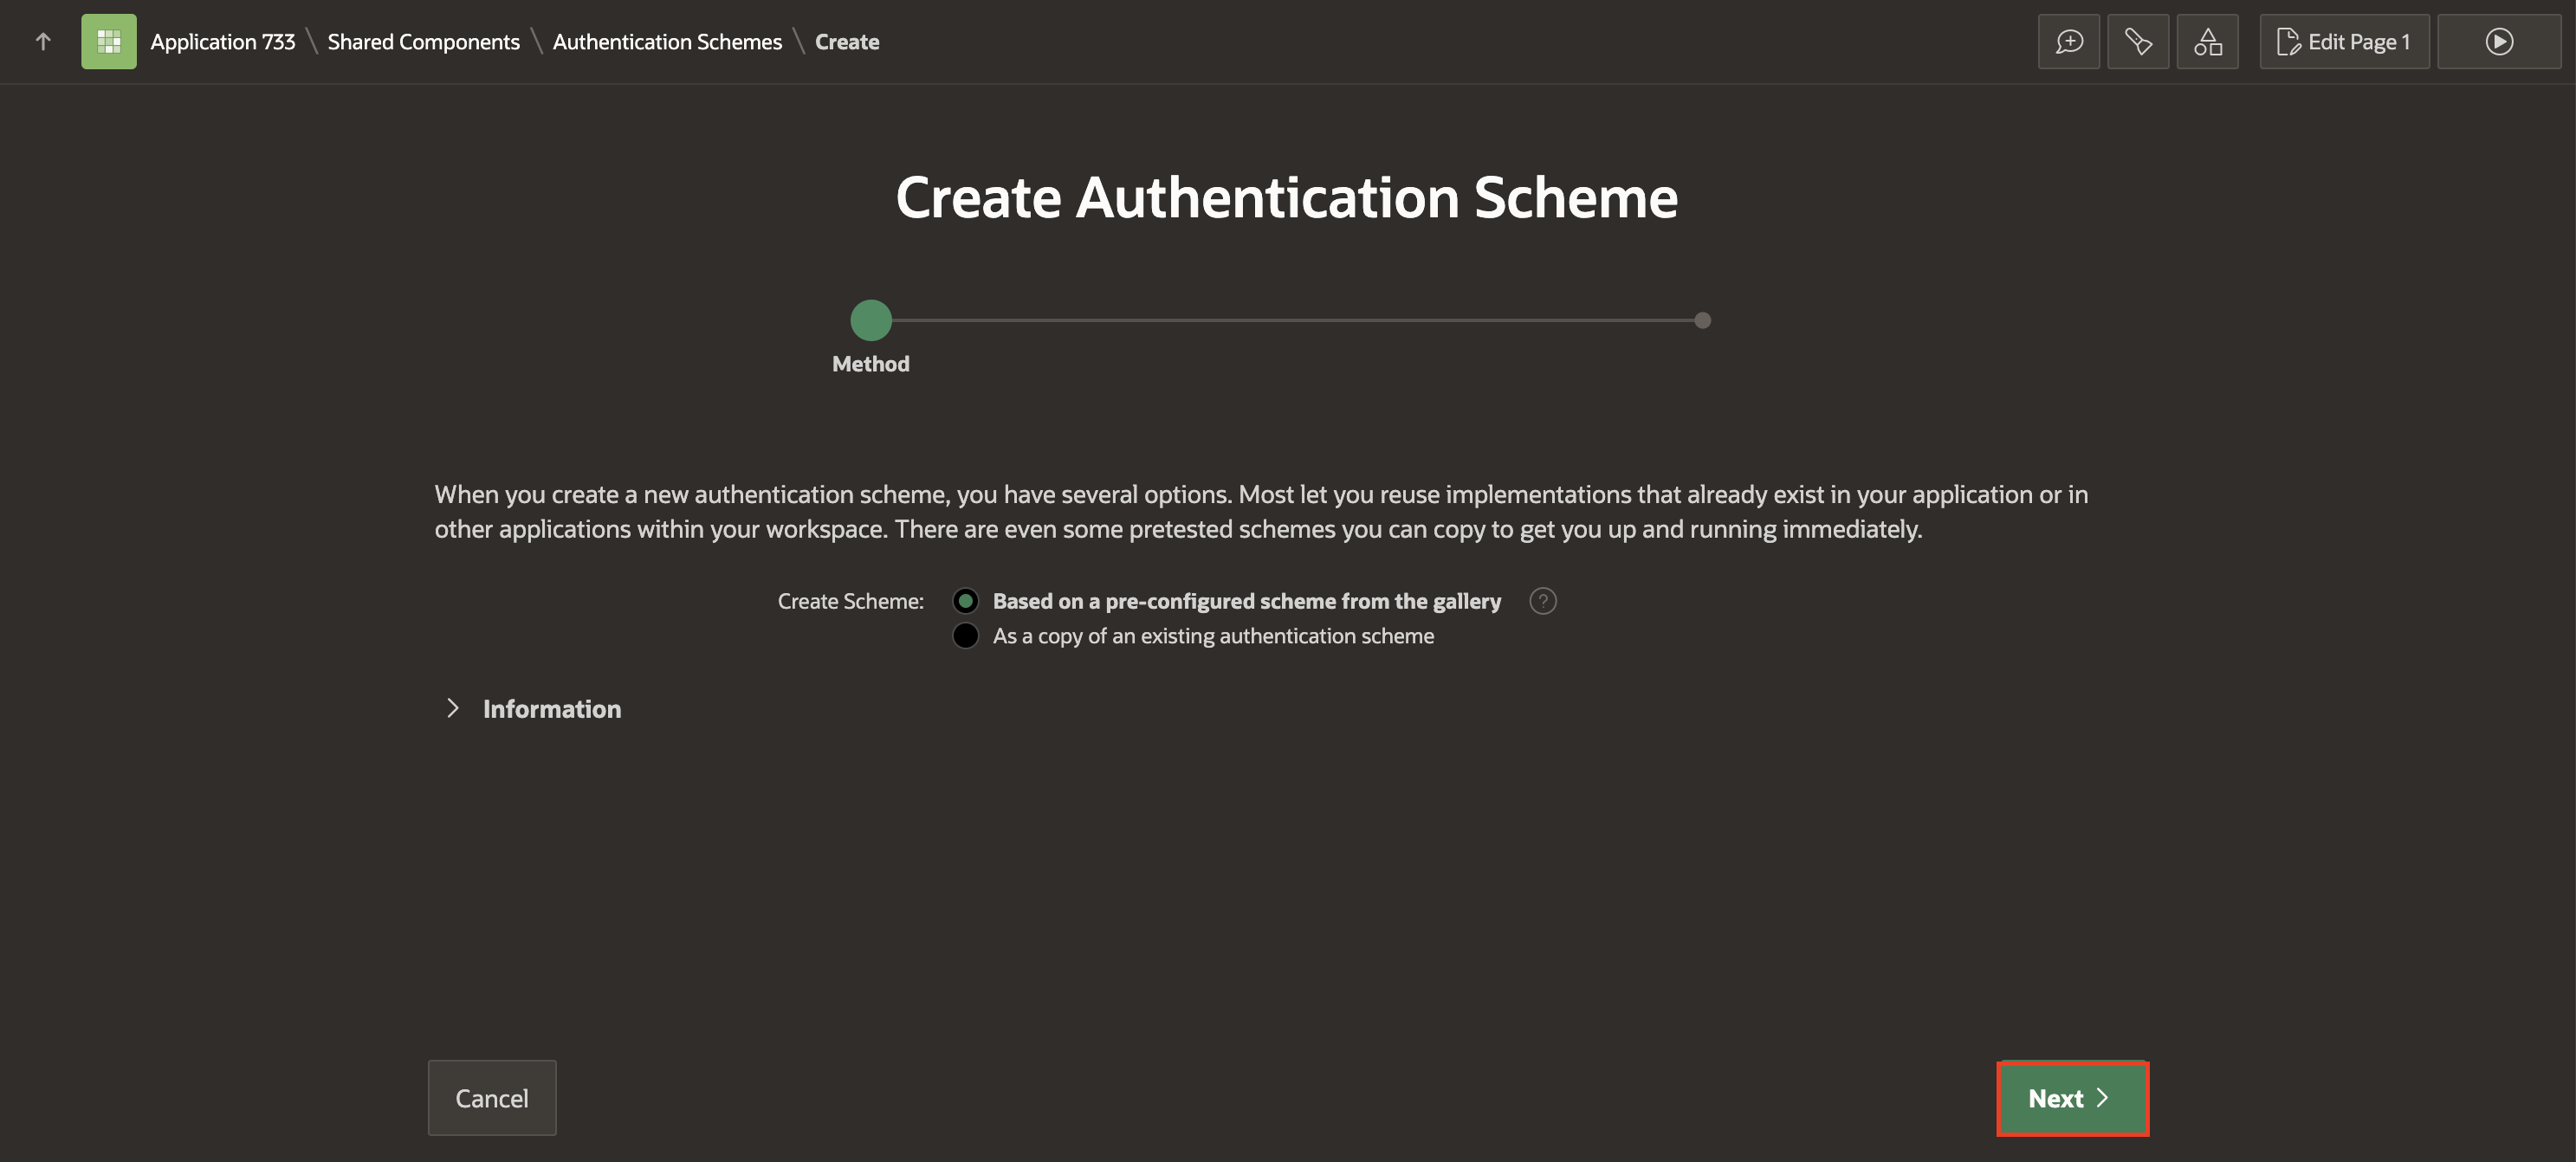 Application 733 \ Shared Components \ Authentication Schemes \ Create
Edit Page 1
Create Authentication Scheme
Method
When you create a new authentication scheme, you have several options. Most let you reuse implementations that already exist in your application or in
other applications within your workspace. There are even some pretested schemes you can copy to get you up and running immediately.
Create Scheme:
Based on a pre-configured scheme from the gallery ?
As a copy of an existing authentication scheme
Information
Cancel
Next